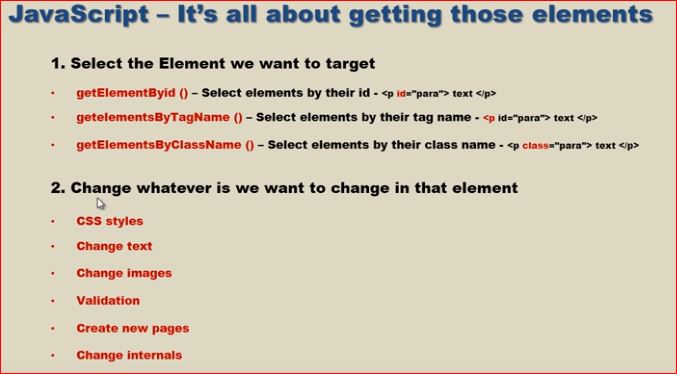 JavaScript – It's all about getting those elements
1. Select the Element we want to target
• getElementByid () – Select elements by their id - <p id="para"> text </p>
• getelementsByTagName () – Select elements by their tag name - <p id="para"> text </p>
• getElementsByClassName () – Select elements by their class name - <p class="para"> text </p>
2. Change whatever is we want to change in that element
• CSS styles
• Change text
• Change images
• Validation
• Create new pages
• Change internals